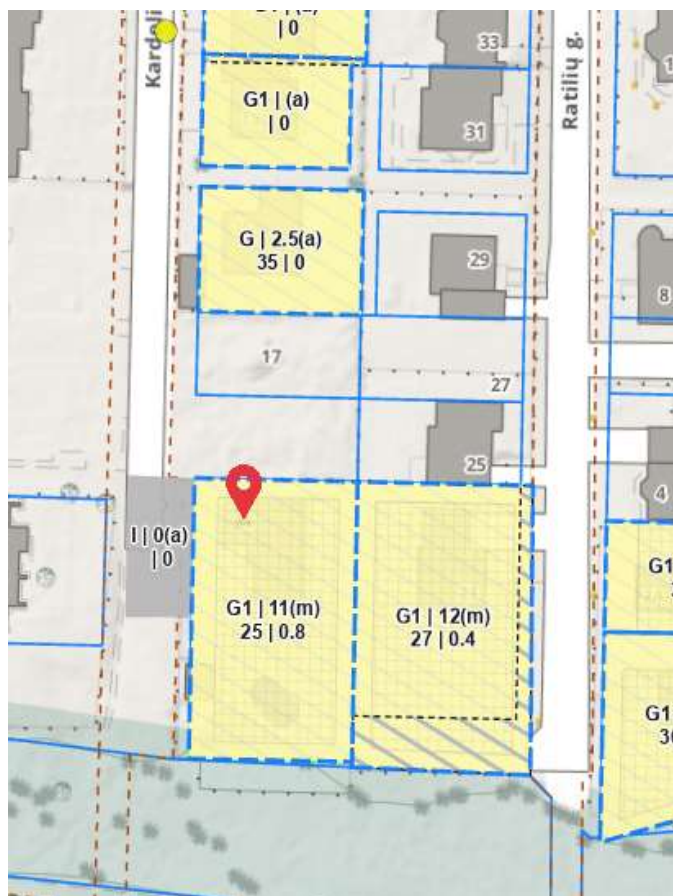 | 0
33
G1 | (a)
| 0
31
Ratilių g.
G | 2.5(a)
35 | 0
29
8
17
27
25
4
I | 0(a)
| 0
G1 | 11(m)
25 | 0.8
G1 | 12(m)
27 | 0.4
G1
G1